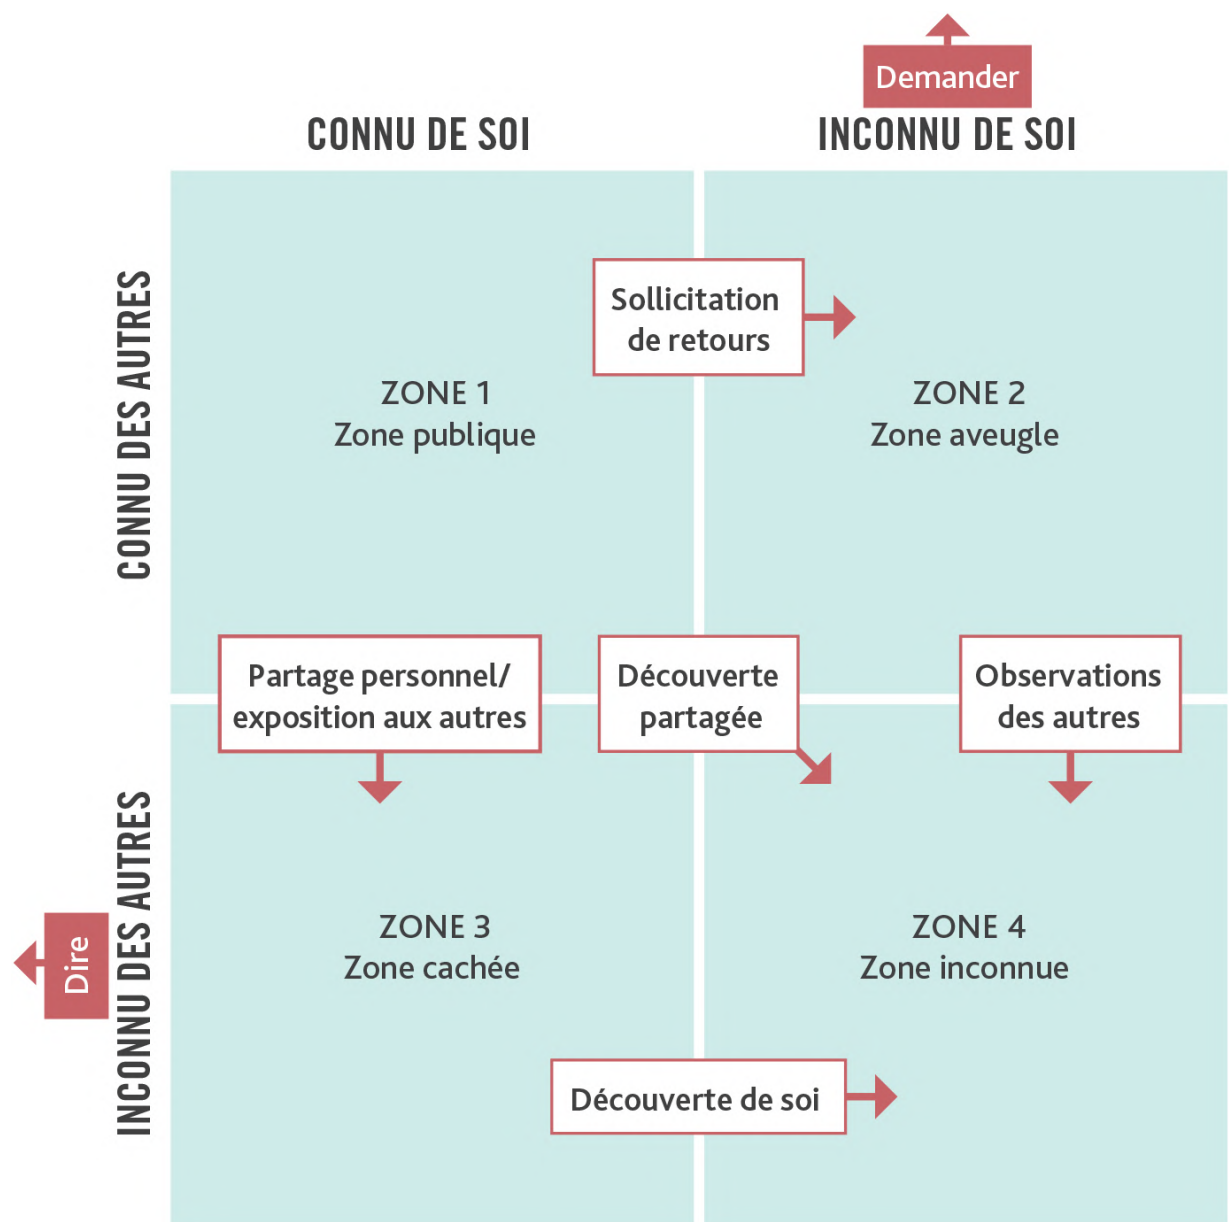 Demander
CONNU DE SOI
INCONNU DE SOI
CONNU DES AUTRES
Sollicitation
de retours
ZONE 1
Zone publique
ZONE 2
Zone aveugle
Partage personnel/
exposition aux autres
Découverte
partagée
Observations
des autres
INCONNU DES AUTRES
Dire
ZONE 3
Zone cachée
ZONE 4
Zone inconnue
Découverte de soi